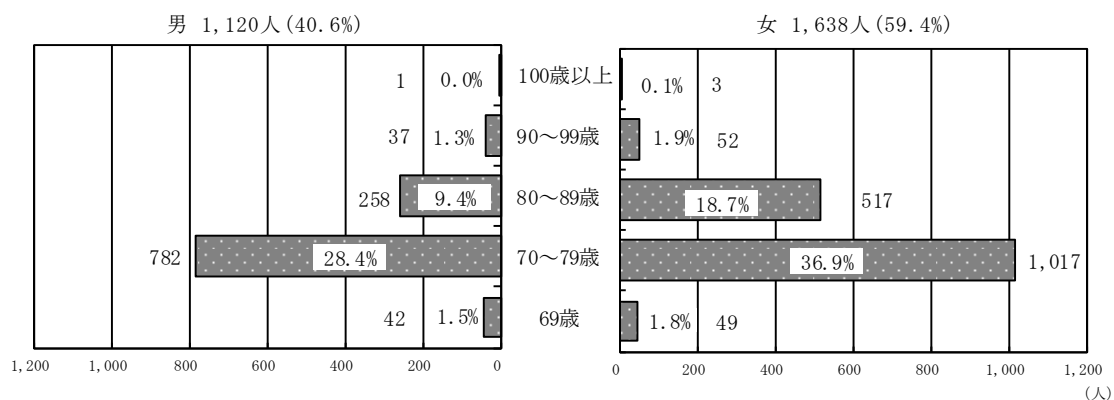 男 1,120人(40.6%) 女 1,638人(59.4%)
1 0.0% 100歳以上 0.1% 3
37 1.3% 90～99歳 1.9% 52
258 9.4% 80～89歳 18.7% 517
782 28.4% 70～79歳 36.9% 1,017
42 1.5% 69歳 1.8% 49
1,200 1,000 800 600 400 200 0 0 200 400 600 800 1,000 1,200
(人)